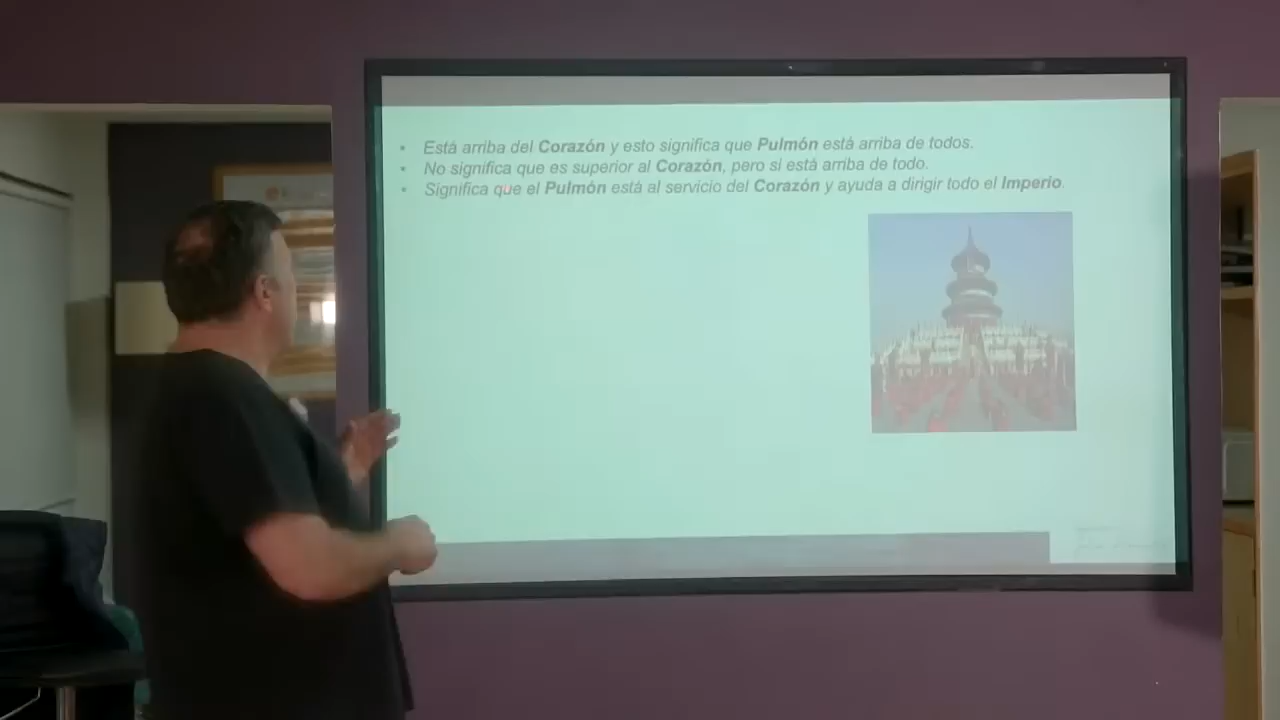 Está arriba del Corazón y esto significa que Pulmón está arriba de todos.
No significa que es superior al Corazón, pero si está arriba de todo.
Significa que el Pulmón está al servicio del Corazón y ayuda a dirigir todo el Imperio.